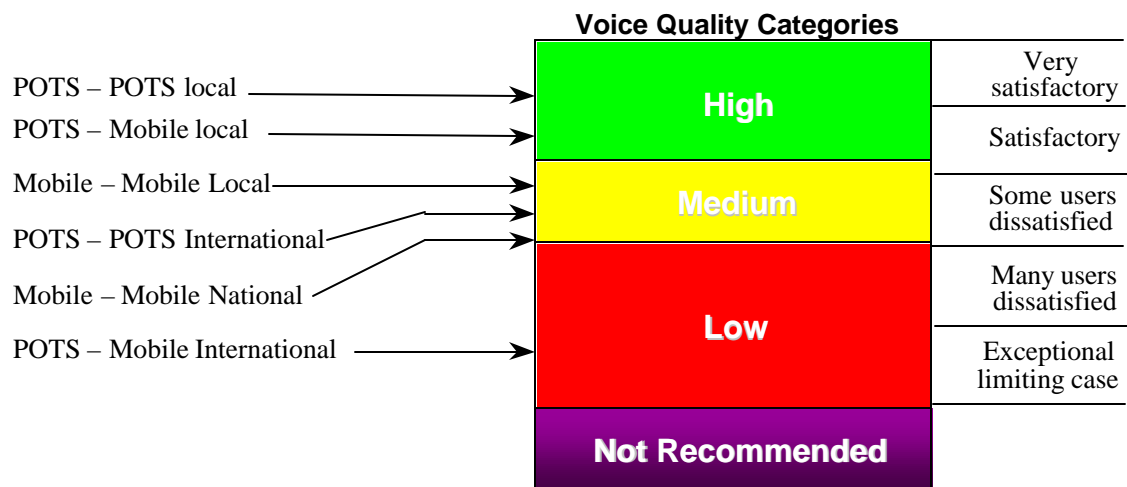 Voice Quality Categories
POTS – POTS local
POTS – Mobile local
Mobile – Mobile Local
POTS – POTS International
Mobile – Mobile National
POTS – Mobile International
High
Medium
Low
Not Recommended
Very
satisfactory
Satisfactory
Some users
dissatisfied
Many users
dissatisfied
Exceptional
limiting case